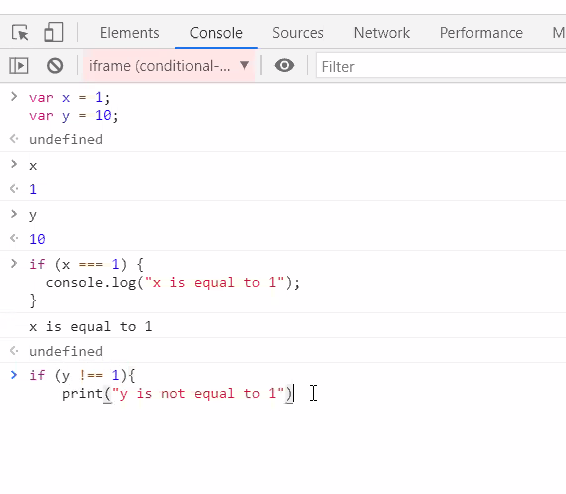 Elements Console Sources Network Performance M
iframe (conditional-... ▼ Filter
> var x = 1;
var y = 10;
<· undefined
> x
<· 1
> y
<· 10
> if (x === 1) {
console.log("x is equal to 1");
}
x is equal to 1
<· undefined
> if (y !== 1){
print("y is not equal to 1")